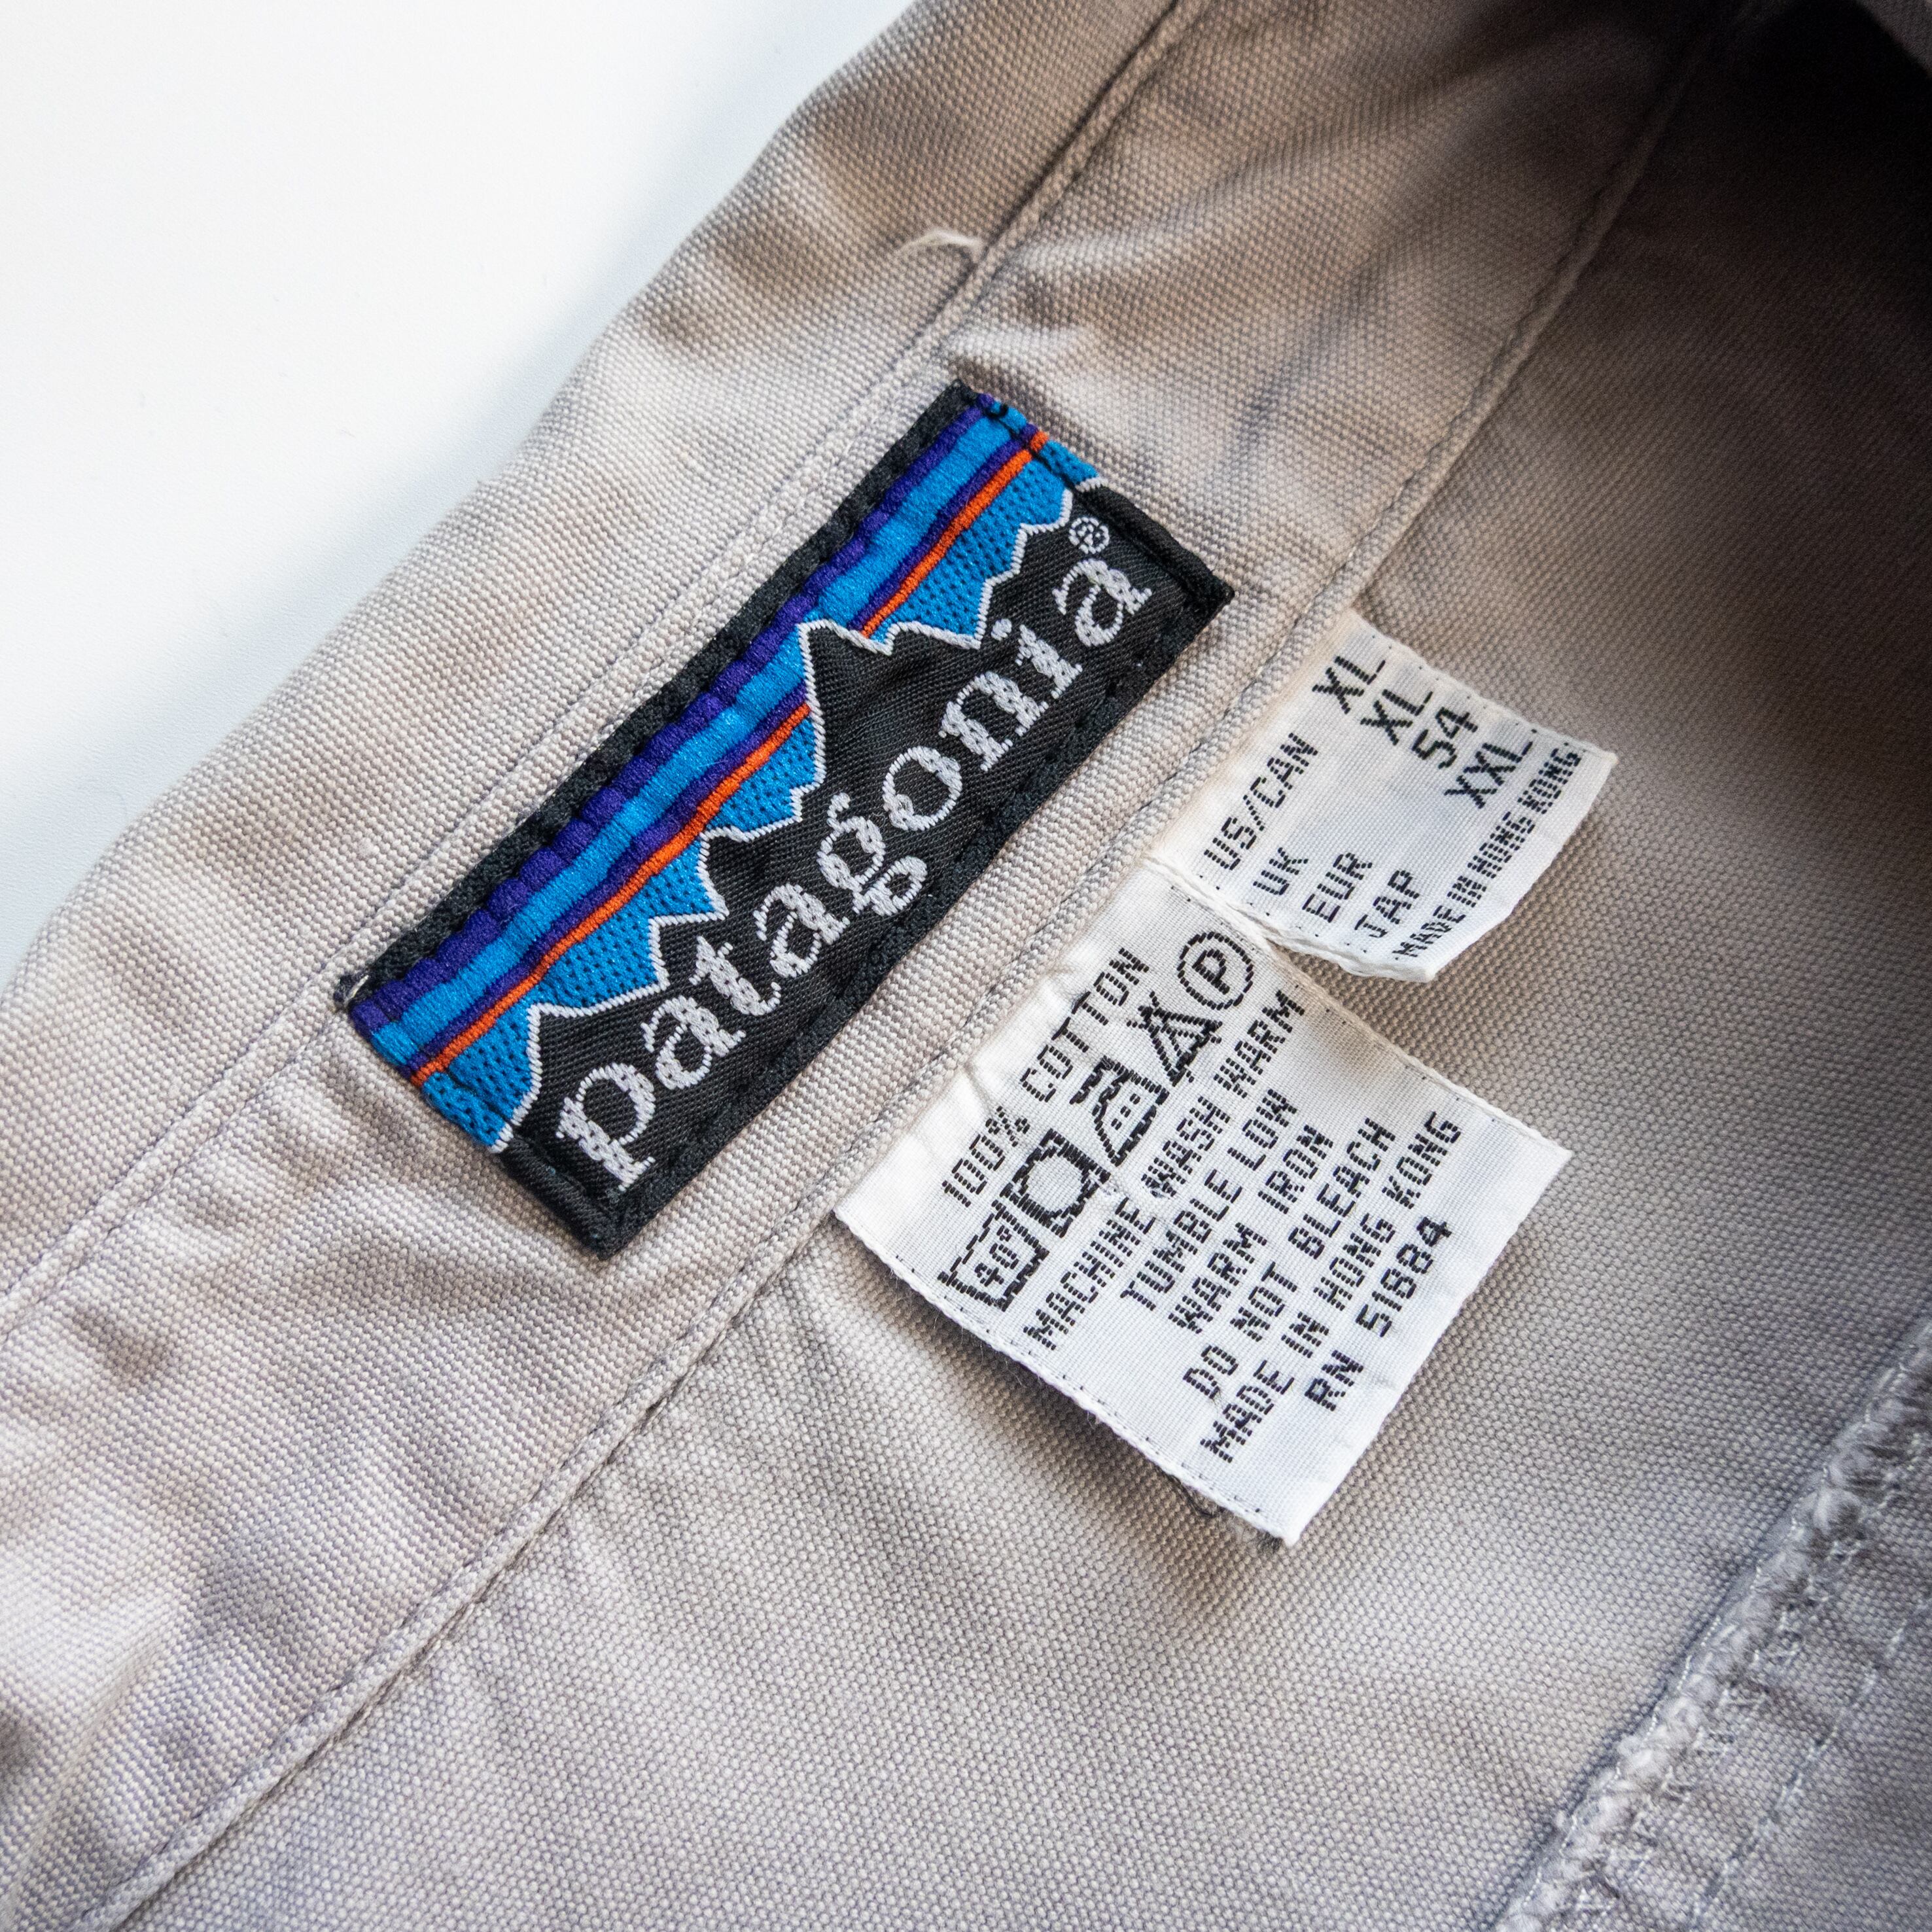 patagonia®
US/CAN XL
UK XL
EUR 54
JAP XXL
MADE IN HONG KONG
100% COTTON
40° P
MACHINE WASH WARM
TUMBLE LOW
WARM IRON
DO NOT BLEACH
MADE IN HONG KONG
RN 51884